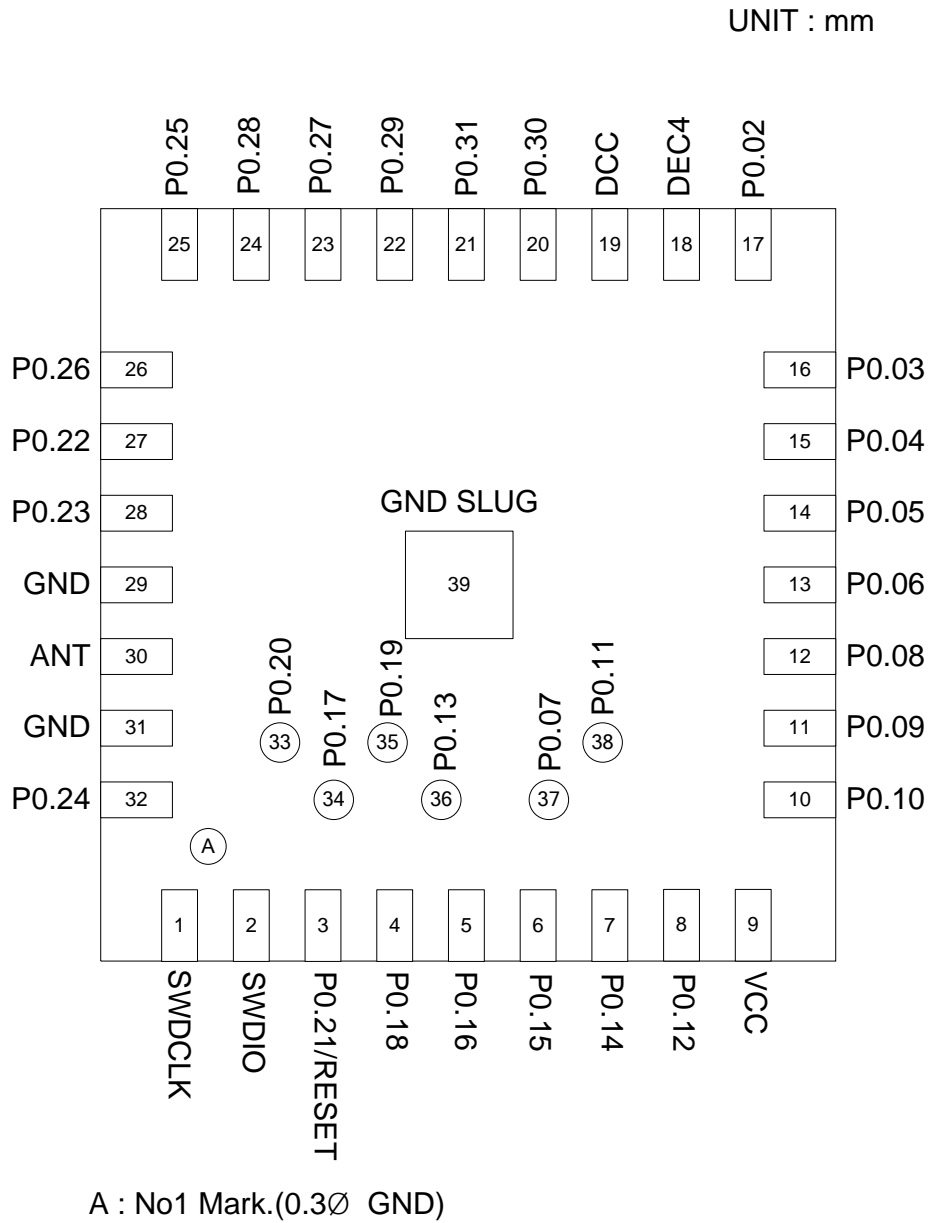 UNIT : mm
P0.25
P0.28
P0.27
P0.29
P0.31
P0.30
DCC
DEC4
P0.02
25
24
23
22
21
20
19
18
17
P0.26 26
16 P0.03
P0.22 27
15 P0.04
P0.23 28
14 P0.05
GND SLUG
GND 29
39
13 P0.06
ANT 30
12 P0.08
P0.20
P0.17
P0.19
P0.13
P0.07
P0.11
GND 31
33
35
38
11 P0.09
P0.24 32
34
36
37
10 P0.10
A
1
2
3
4
5
6
7
8
9
SWDCLK
SWDIO
P0.21/RESET
P0.18
P0.16
P0.15
P0.14
P0.12
VCC
A : No1 Mark.(0.3Ø GND)